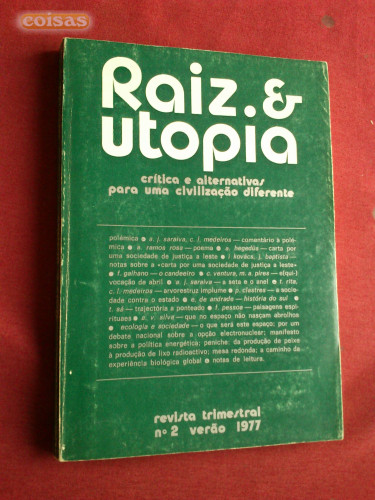 coisas
Raiz. &
utopia
crítica e alternativas
para uma civilização diferente
polémica ● a. j. saraiva, c. l. medeiros — comentário à polé-
mica ● a. ramos rosa — poema ● a. hegedüs — carta por
uma sociedade de justiça a leste ● i kovács, j. baptista —
notas sobre a «carta por uma sociedade de justiça a leste»
● f. galhano — o candeeiro ● c. ventura, m. a. pires — e(qui-)
vocação de abril ● a. j. saraiva — a seta e o anel ● t. rita,
c. l. medeiros — arvorestriz implume ● p. clastres — a socie-
dade contra o estado ● e. de andrade — história do sul ●
t. sá — trajectória a ponteado ● f. pessoa — paisagens espi-
rituaes ● a. v. silva — que no espaço não nasçam abrolhos
● ecologia e sociedade — o que será este espaço; por um
debate nacional sobre a opção electronuclear; manifesto
sobre a política energética; peniche: da produção de peixe
à produção de lixo radioactivo; mesa redonda; a caminho da
experiência biológica global ● notas de leitura.
revista trimestral
nº 2 verão 1977